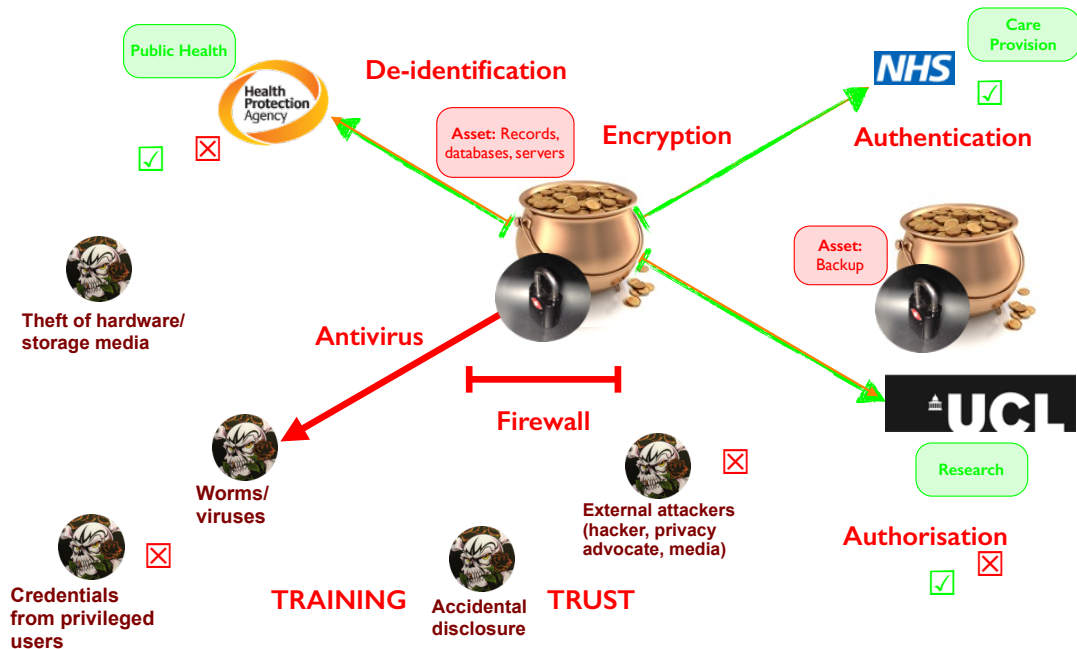 Public Health
Health
Protection
Agency
De-identification
Asset: Records,
databases, servers
Encryption
NHS
Care
Provision
Authentication
Asset:
Backup
Theft of hardware/
storage media
Antivirus
Firewall
UCL
Research
Worms/
viruses
External attackers
(hacker, privacy
advocate, media)
Authorisation
Credentials
from privileged
users
TRAINING
Accidental
disclosure
TRUST